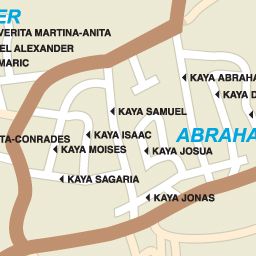 ER
VERITA MARTINA-ANITA
EL ALEXANDER
MARIC
KAYA ABRAHA
KAYA D
KAYA SAMUEL
ABRAHA
KAYA ISAAC
TA-CONRADES
KAYA MOISES
KAYA JOSUA
KAYA SAGARIA
KAYA JONAS